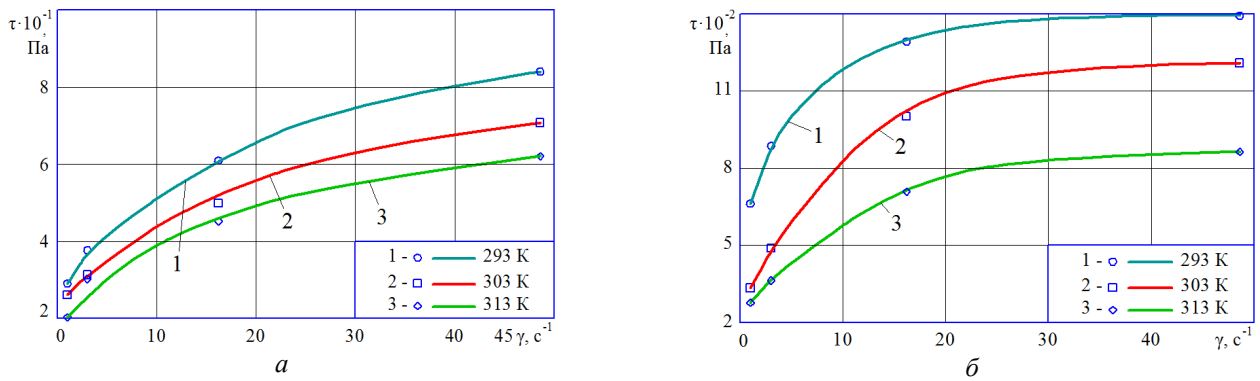 τ·10⁻¹,
Па
8
6
4
2
0 10 20 30 40 45 γ, с⁻¹
1
2
3
1 - 293 К
2 - 303 К
3 - 313 К
а
τ·10⁻²,
Па
11
8
5
2
0 10 20 30 40 γ, с⁻¹
1
2
3
1 - 293 К
2 - 303 К
3 - 313 К
б